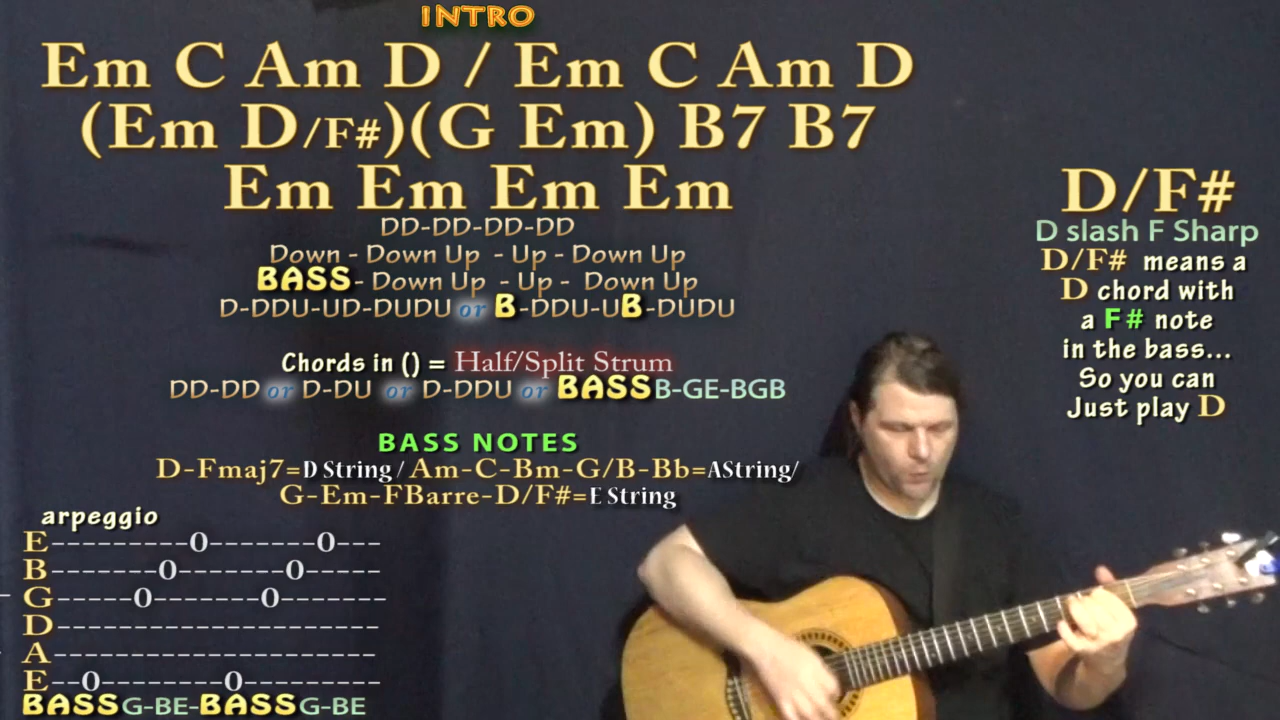 INTRO
Em C Am D / Em C Am D
(Em D/F#)(G Em) B7 B7
Em Em Em Em
DD-DD-DD-DD
Down - Down Up - Up - Down Up
BASS- Down Up - Up - Down Up
D-DDU-UD-DUDU or B-DDU-UB-DUDU
Chords in () = Half/Split Strum
DD-DD or D-DU or D-DDU or BASS B-GE-BGB
BASS NOTES
D-Fmaj7=D String / Am-C-Bm-G/B-Bb=AString/
G-Em-FBarre-D/F#=E String
arpeggio
E---------0-------0---
B-------0-------0-----
G-----0-------0-------
D---------------------
A---------------------
E--0--------0---------
BASSG-BE-BASSG-BE
D/F#
D slash F Sharp
D/F# means a
D chord with
a F# note
in the bass...
So you can
Just play D